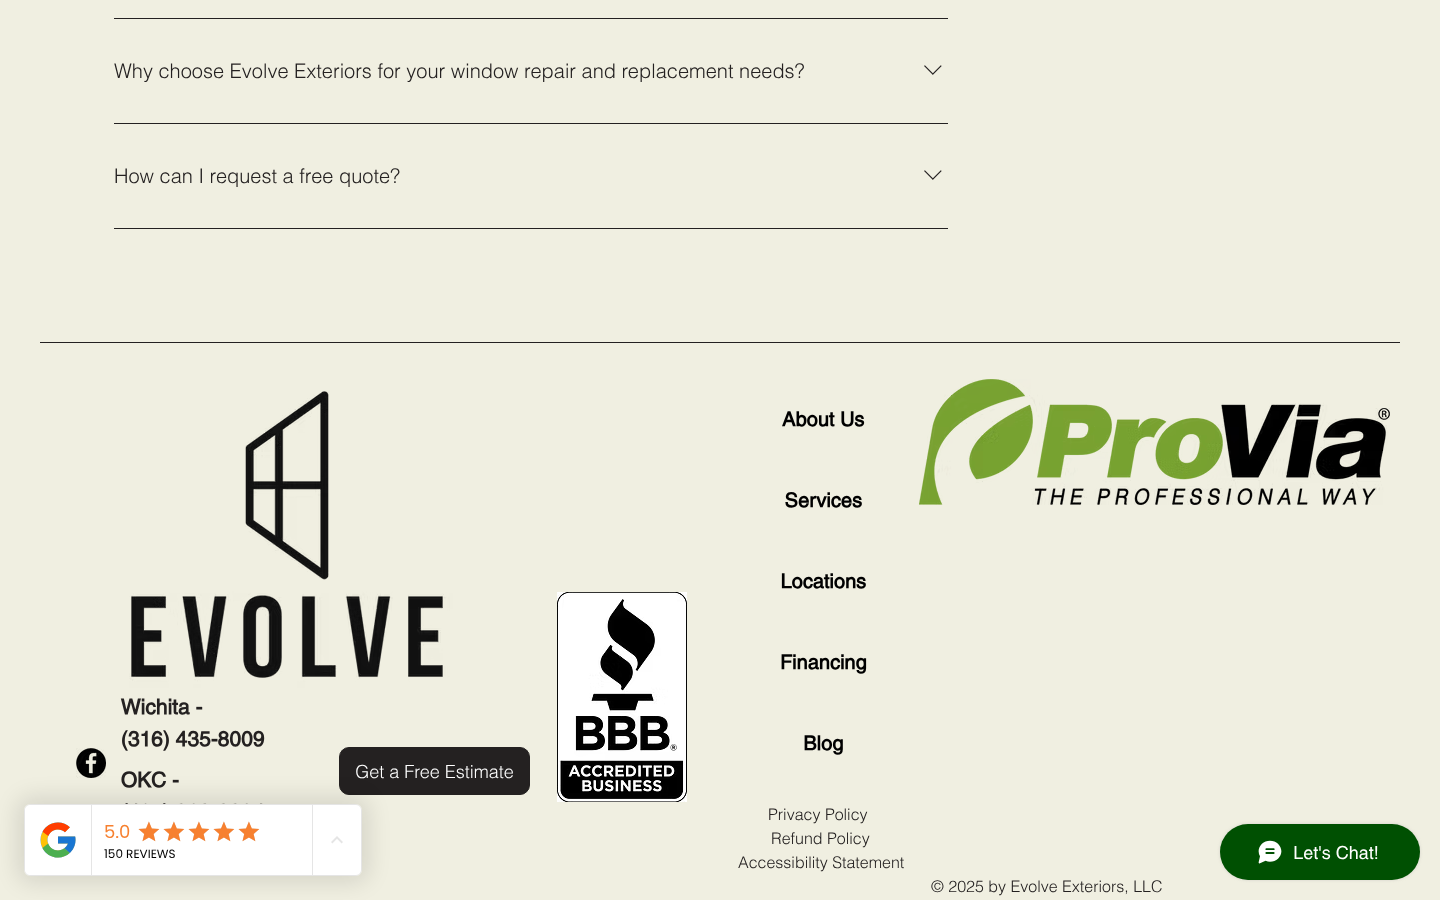 Why choose Evolve Exteriors for your window repair and replacement needs?
How can I request a free quote?
EVOLVE
Wichita -
(316) 435-8009
OKC -
Get a Free Estimate
BBB®
ACCREDITED
BUSINESS
About Us
Services
Locations
Financing
Blog
Privacy Policy
Refund Policy
Accessibility Statement
ProVia®
THE PROFESSIONAL WAY
© 2025 by Evolve Exteriors, LLC
5.0
150 REVIEWS
Let's Chat!